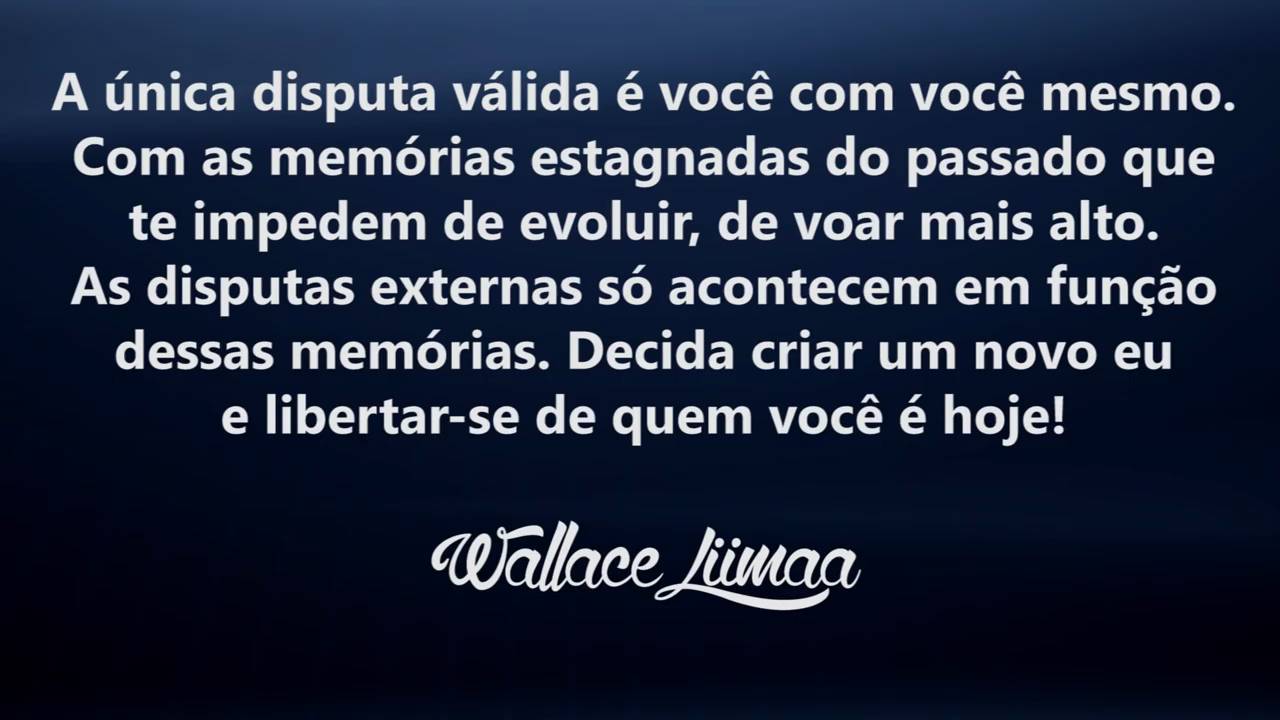 A única disputa válida é você com você mesmo.
Com as memórias estagnadas do passado que
te impedem de evoluir, de voar mais alto.
As disputas externas só acontecem em função
dessas memórias. Decida criar um novo eu
e libertar-se de quem você é hoje!
Wallace Liimaa